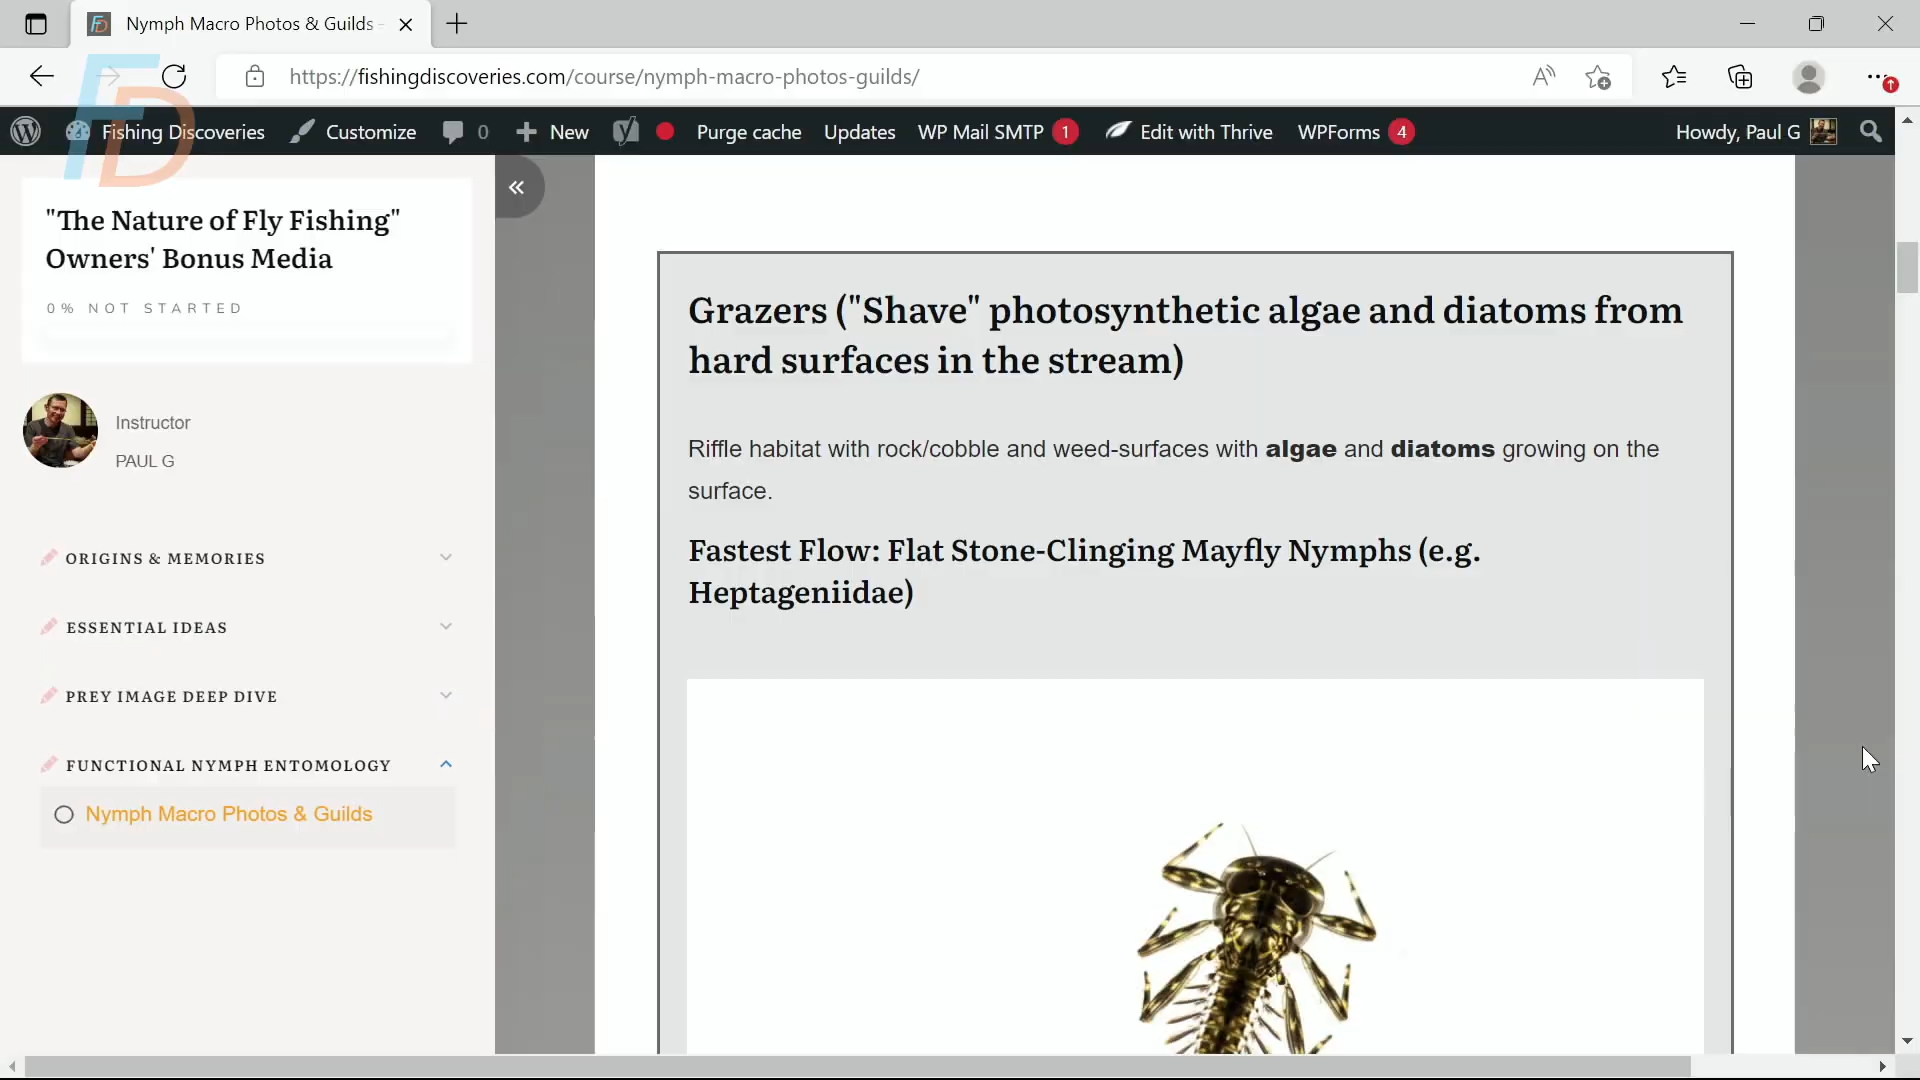 Nymph Macro Photos & Guilds -
https://fishingdiscoveries.com/course/nymph-macro-photos-guilds/
Fishing Discoveries Customize 0 New Purge cache Updates WP Mail SMTP 1 Edit with Thrive WPForms 4 Howdy, Paul G
FD
"The Nature of Fly Fishing"
Owners' Bonus Media
0% NOT STARTED
Instructor
PAUL G
ORIGINS & MEMORIES
ESSENTIAL IDEAS
PREY IMAGE DEEP DIVE
FUNCTIONAL NYMPH ENTOMOLOGY
Nymph Macro Photos & Guilds
Grazers ("Shave" photosynthetic algae and diatoms from
hard surfaces in the stream)
Riffle habitat with rock/cobble and weed-surfaces with algae and diatoms growing on the
surface.
Fastest Flow: Flat Stone-Clinging Mayfly Nymphs (e.g.
Heptageniidae)